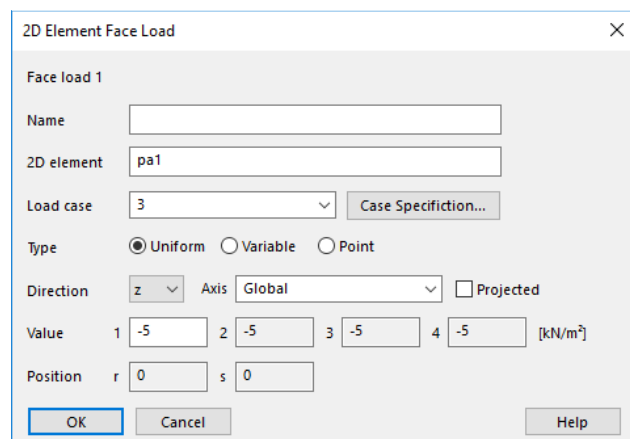 2D Element Face Load
Face load 1
Name
2D element pa1
Load case 3 Case Specifiction...
Type Uniform Variable Point
Direction z Axis Global Projected
Value 1 -5 2 -5 3 -5 4 -5 [kN/m²]
Position r 0 s 0
OK Cancel Help